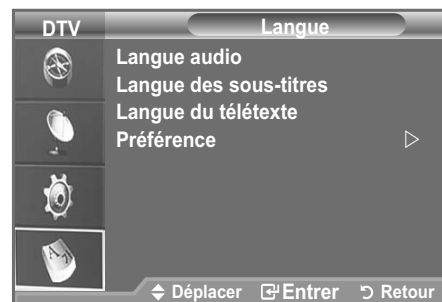 DTV
Langue
Langue audio
Langue des sous-titres
Langue du télétexte
Préférence
Déplacer Entrer Retour